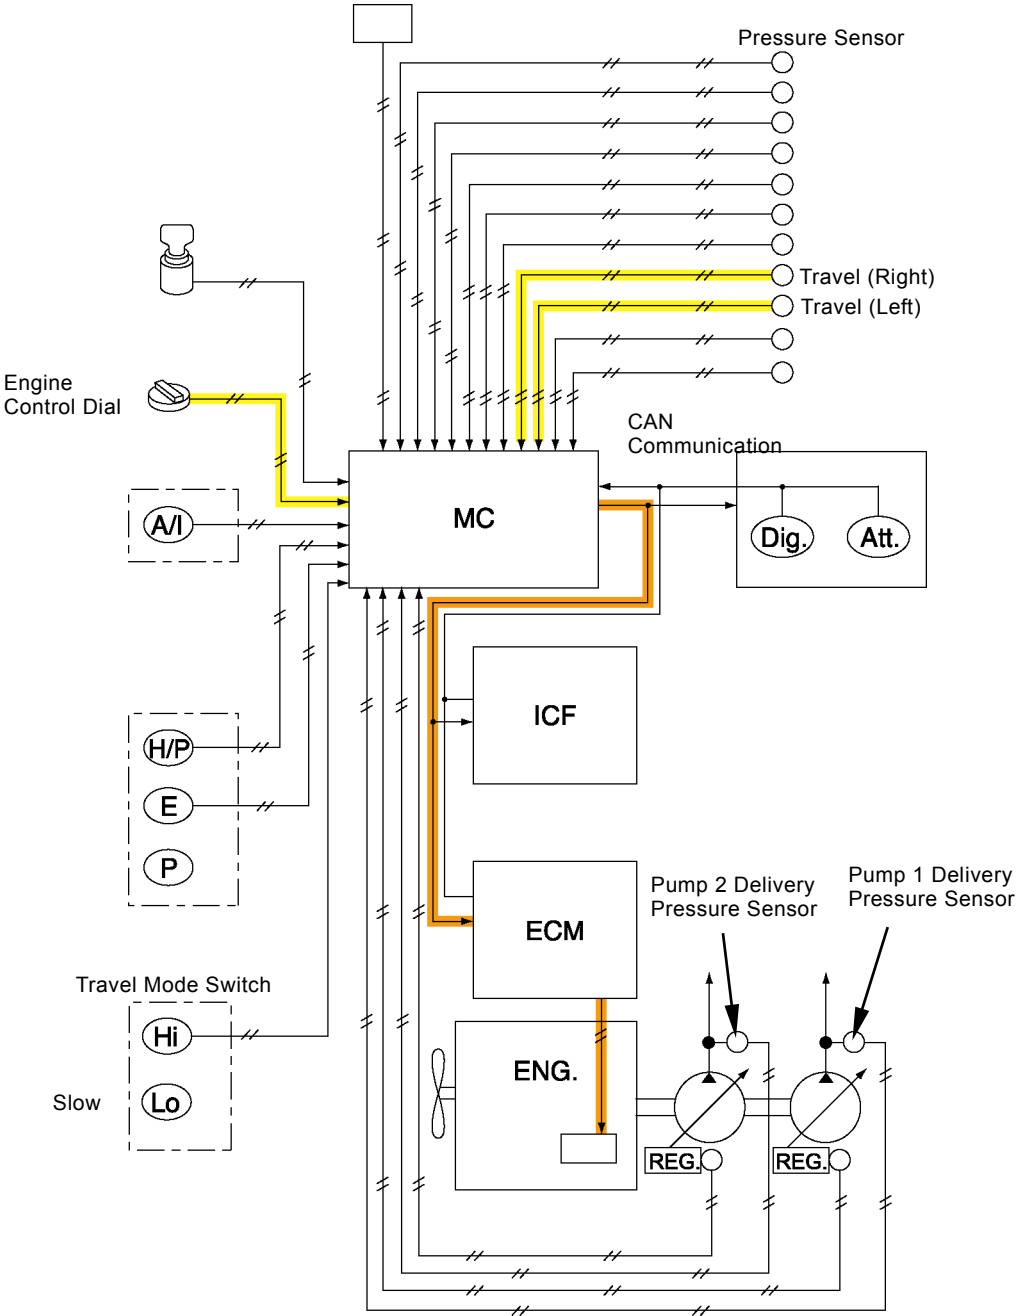 Pressure Sensor
Travel (Right)
Travel (Left)
Engine
Control Dial
CAN
Communication
MC
A/I
Dig.
Att.
ICF
H/P
E
P
ECM
Pump 2 Delivery
Pressure Sensor
Pump 1 Delivery
Pressure Sensor
Travel Mode Switch
Hi
Slow
Lo
ENG.
REG.
REG.